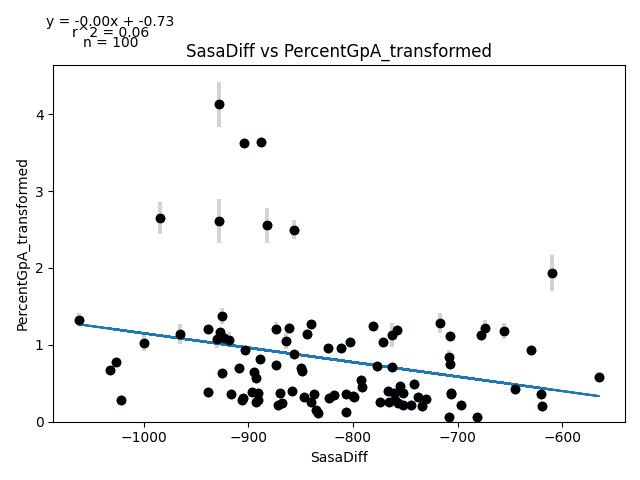 y = -0.00x + -0.73
r^2 = 0.06
n = 100
SasaDiff vs PercentGpA_transformed
PercentGpA_transformed
4
3
2
1
0
−1000
−900
−800
−700
−600
SasaDiff